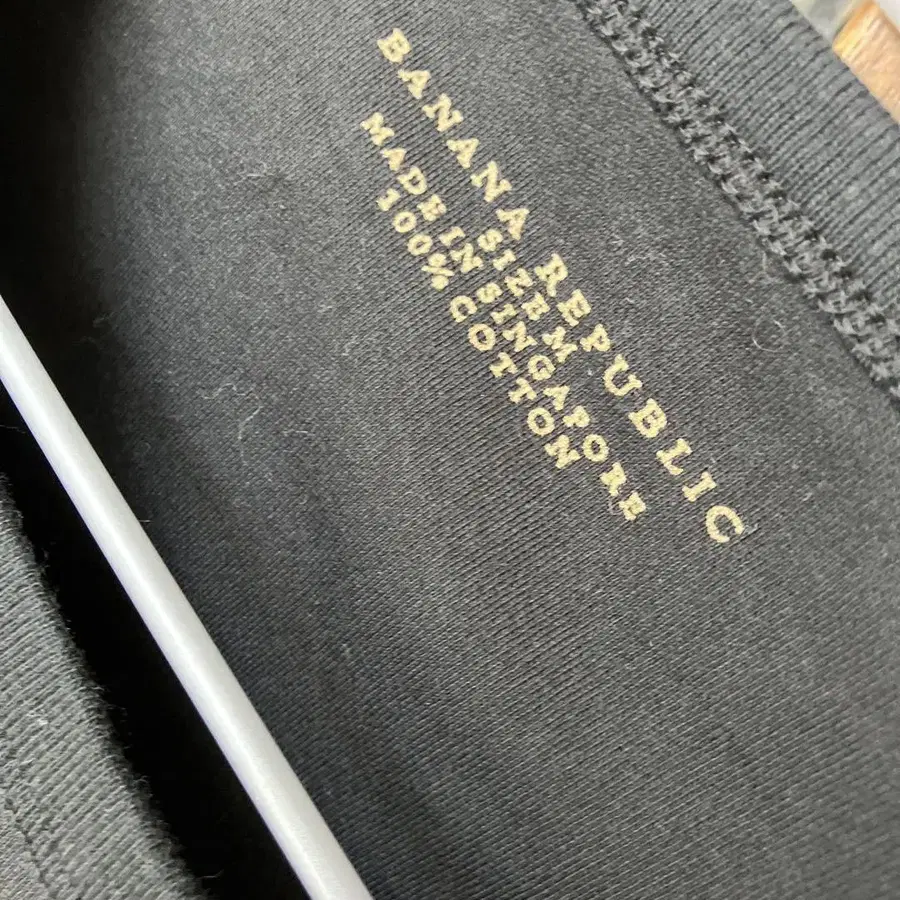 BANANA REPUBLIC
SIZE M
MADE IN SINGAPORE
100% COTTON